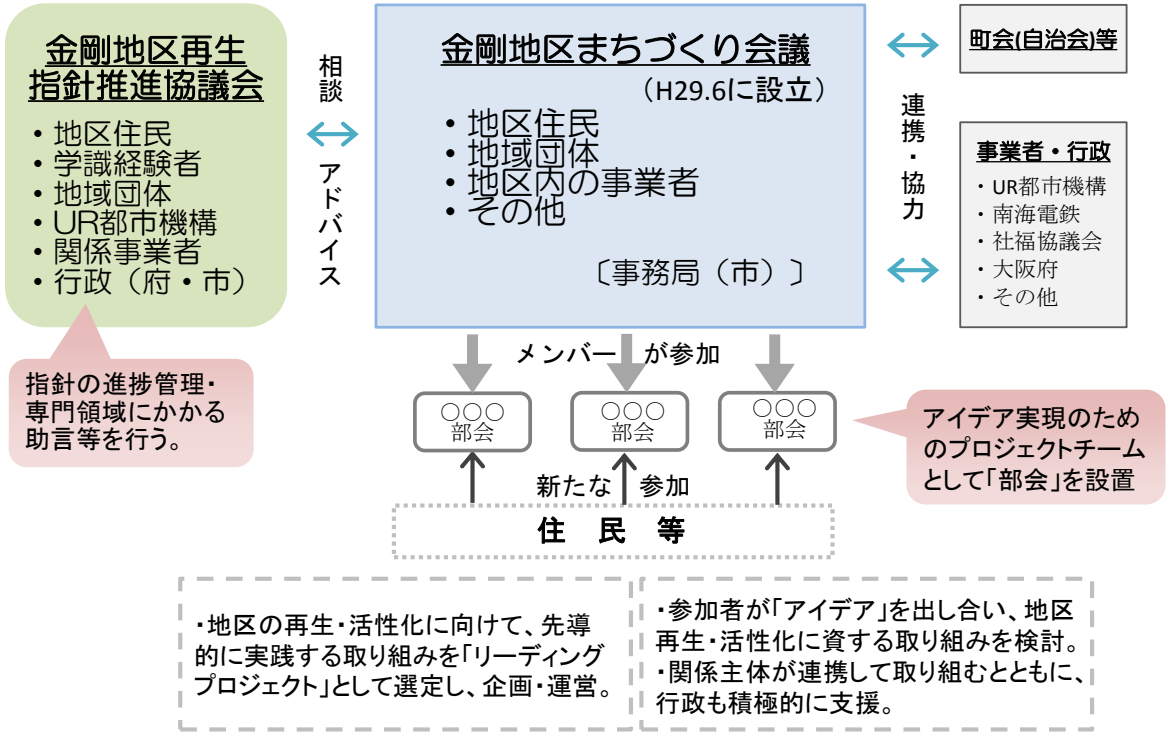 金剛地区再生
指針推進協議会
・地区住民
・学識経験者
・地域団体
・UR都市機構
・関係事業者
・行政（府・市）
相談
アドバイス
金剛地区まちづくり会議
（H29.6に設立）
・地区住民
・地域団体
・地区内の事業者
・その他
〔事務局（市）〕
連携・協力
町会(自治会)等
事業者・行政
・UR都市機構
・南海電鉄
・社福協議会
・大阪府
・その他
指針の進捗管理・
専門領域にかかる
助言等を行う。
メンバーが参加
○○○
部会
○○○
部会
○○○
部会
アイデア実現のため
のプロジェクトチーム
として「部会」を設置
新たな参加
住民等
・地区の再生・活性化に向けて、先導
的に実践する取り組みを「リーディング
プロジェクト」として選定し、企画・運営。
・参加者が「アイデア」を出し合い、地区
再生・活性化に資する取り組みを検討。
・関係主体が連携して取り組むとともに、
行政も積極的に支援。